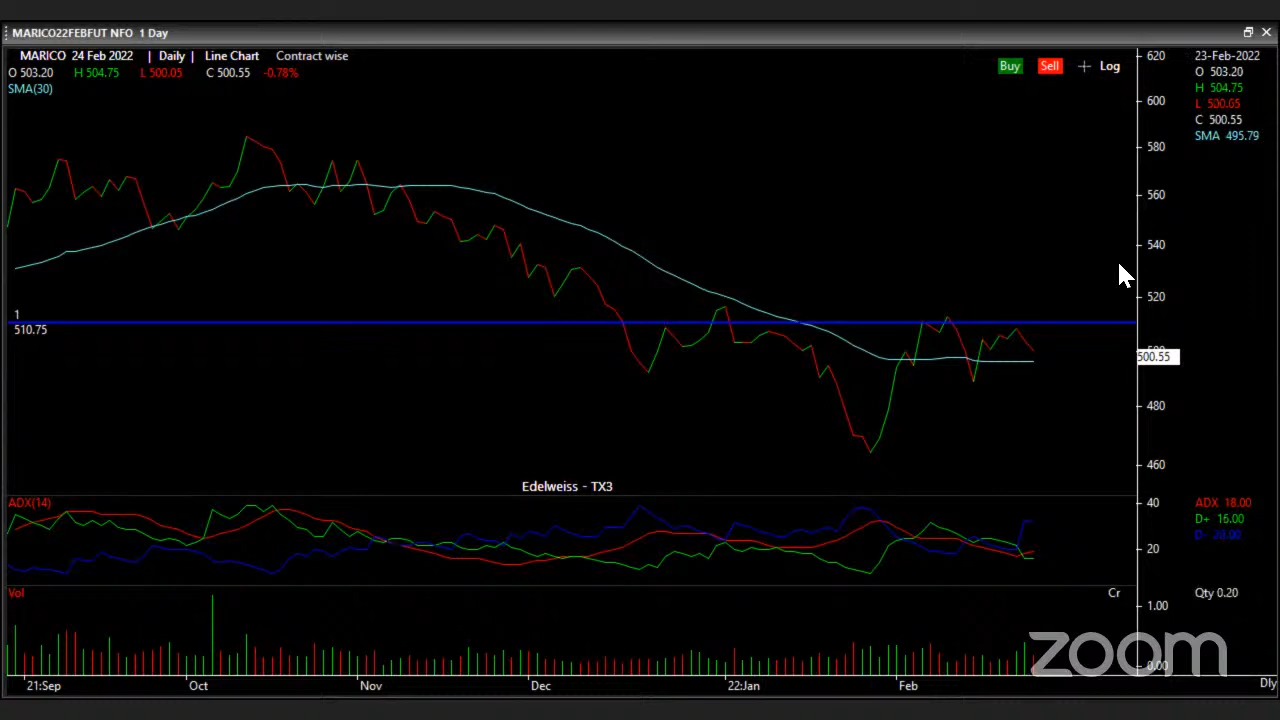 MARICO22FEBFUT NFO 1 Day
MARICO 24 Feb 2022 | Daily | Line Chart Contract wise
O 503.20 H 504.75 L 500.05 C 500.55 -0.78%
SMA(30)
Buy Sell Log
620
600
580
560
540
520
500.55
480
460
23-Feb-2022
O 503.20
H 504.75
L 500.05
C 500.55
SMA 495.79
1
510.75
Edelweiss - TX3
ADX(14)
40
20
ADX 18.00
D+ 16.00
D-
Vol
Cr
1.00
0.00
Qty 0.20
zoom
21:Sep Oct Nov Dec 22:Jan Feb
Dly